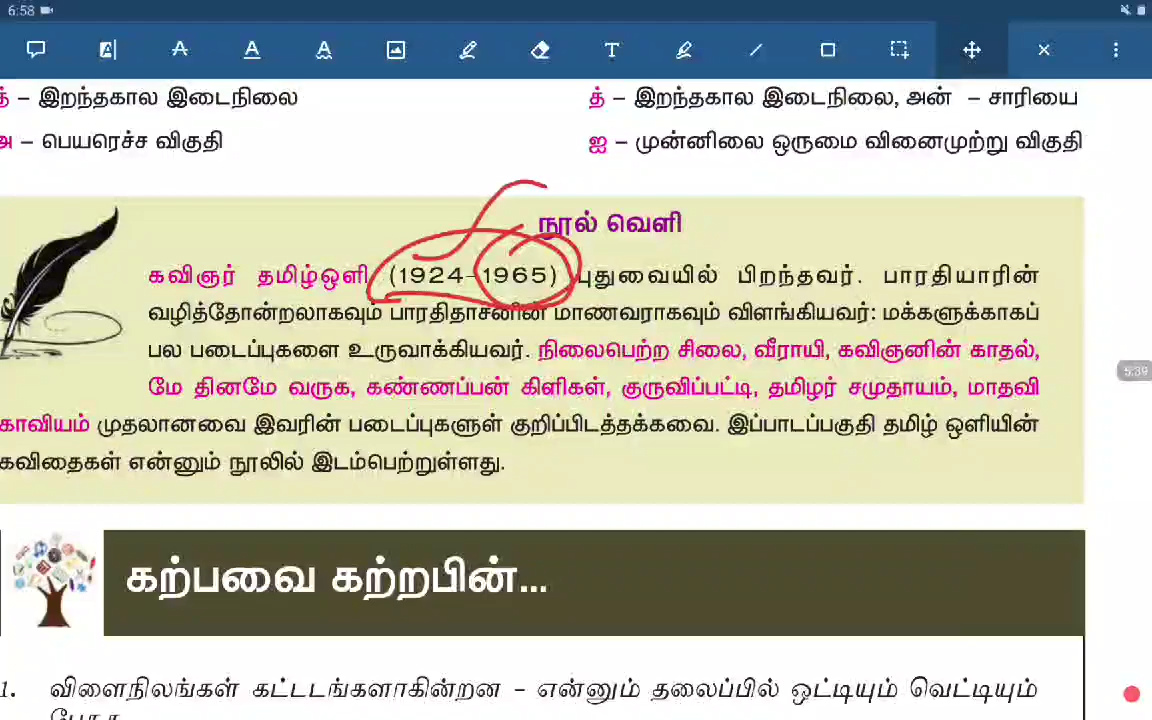 6:58
த் – இறந்தகால இடைநிலை
த் – இறந்தகால இடைநிலை, அன் – சாரியை
அ – பெயரெச்ச விகுதி
ஐ – முன்னிலை ஒருமை வினைமுற்று விகுதி
நூல் வெளி
கவிஞர் தமிழ்ஒளி (1924-1965) புதுவையில் பிறந்தவர். பாரதியாரின்
வழித்தோன்றலாகவும் பாரதிதாசனின் மாணவராகவும் விளங்கியவர்: மக்களுக்காகப்
பல படைப்புகளை உருவாக்கியவர். நிலைபெற்ற சிலை, வீராயி, கவிஞனின் காதல்,
மே தினமே வருக, கண்ணப்பன் கிளிகள், குருவிப்பட்டி, தமிழர் சமுதாயம், மாதவி
காவியம் முதலானவை இவரின் படைப்புகளுள் குறிப்பிடத்தக்கவை. இப்பாடப்பகுதி தமிழ் ஒளியின்
கவிதைகள் என்னும் நூலில் இடம்பெற்றுள்ளது.
5:39
கற்பவை கற்றபின்...
1. விளைநிலங்கள் கட்டடங்களாகின்றன – என்னும் தலைப்பில் ஒட்டியும் வெட்டியும்